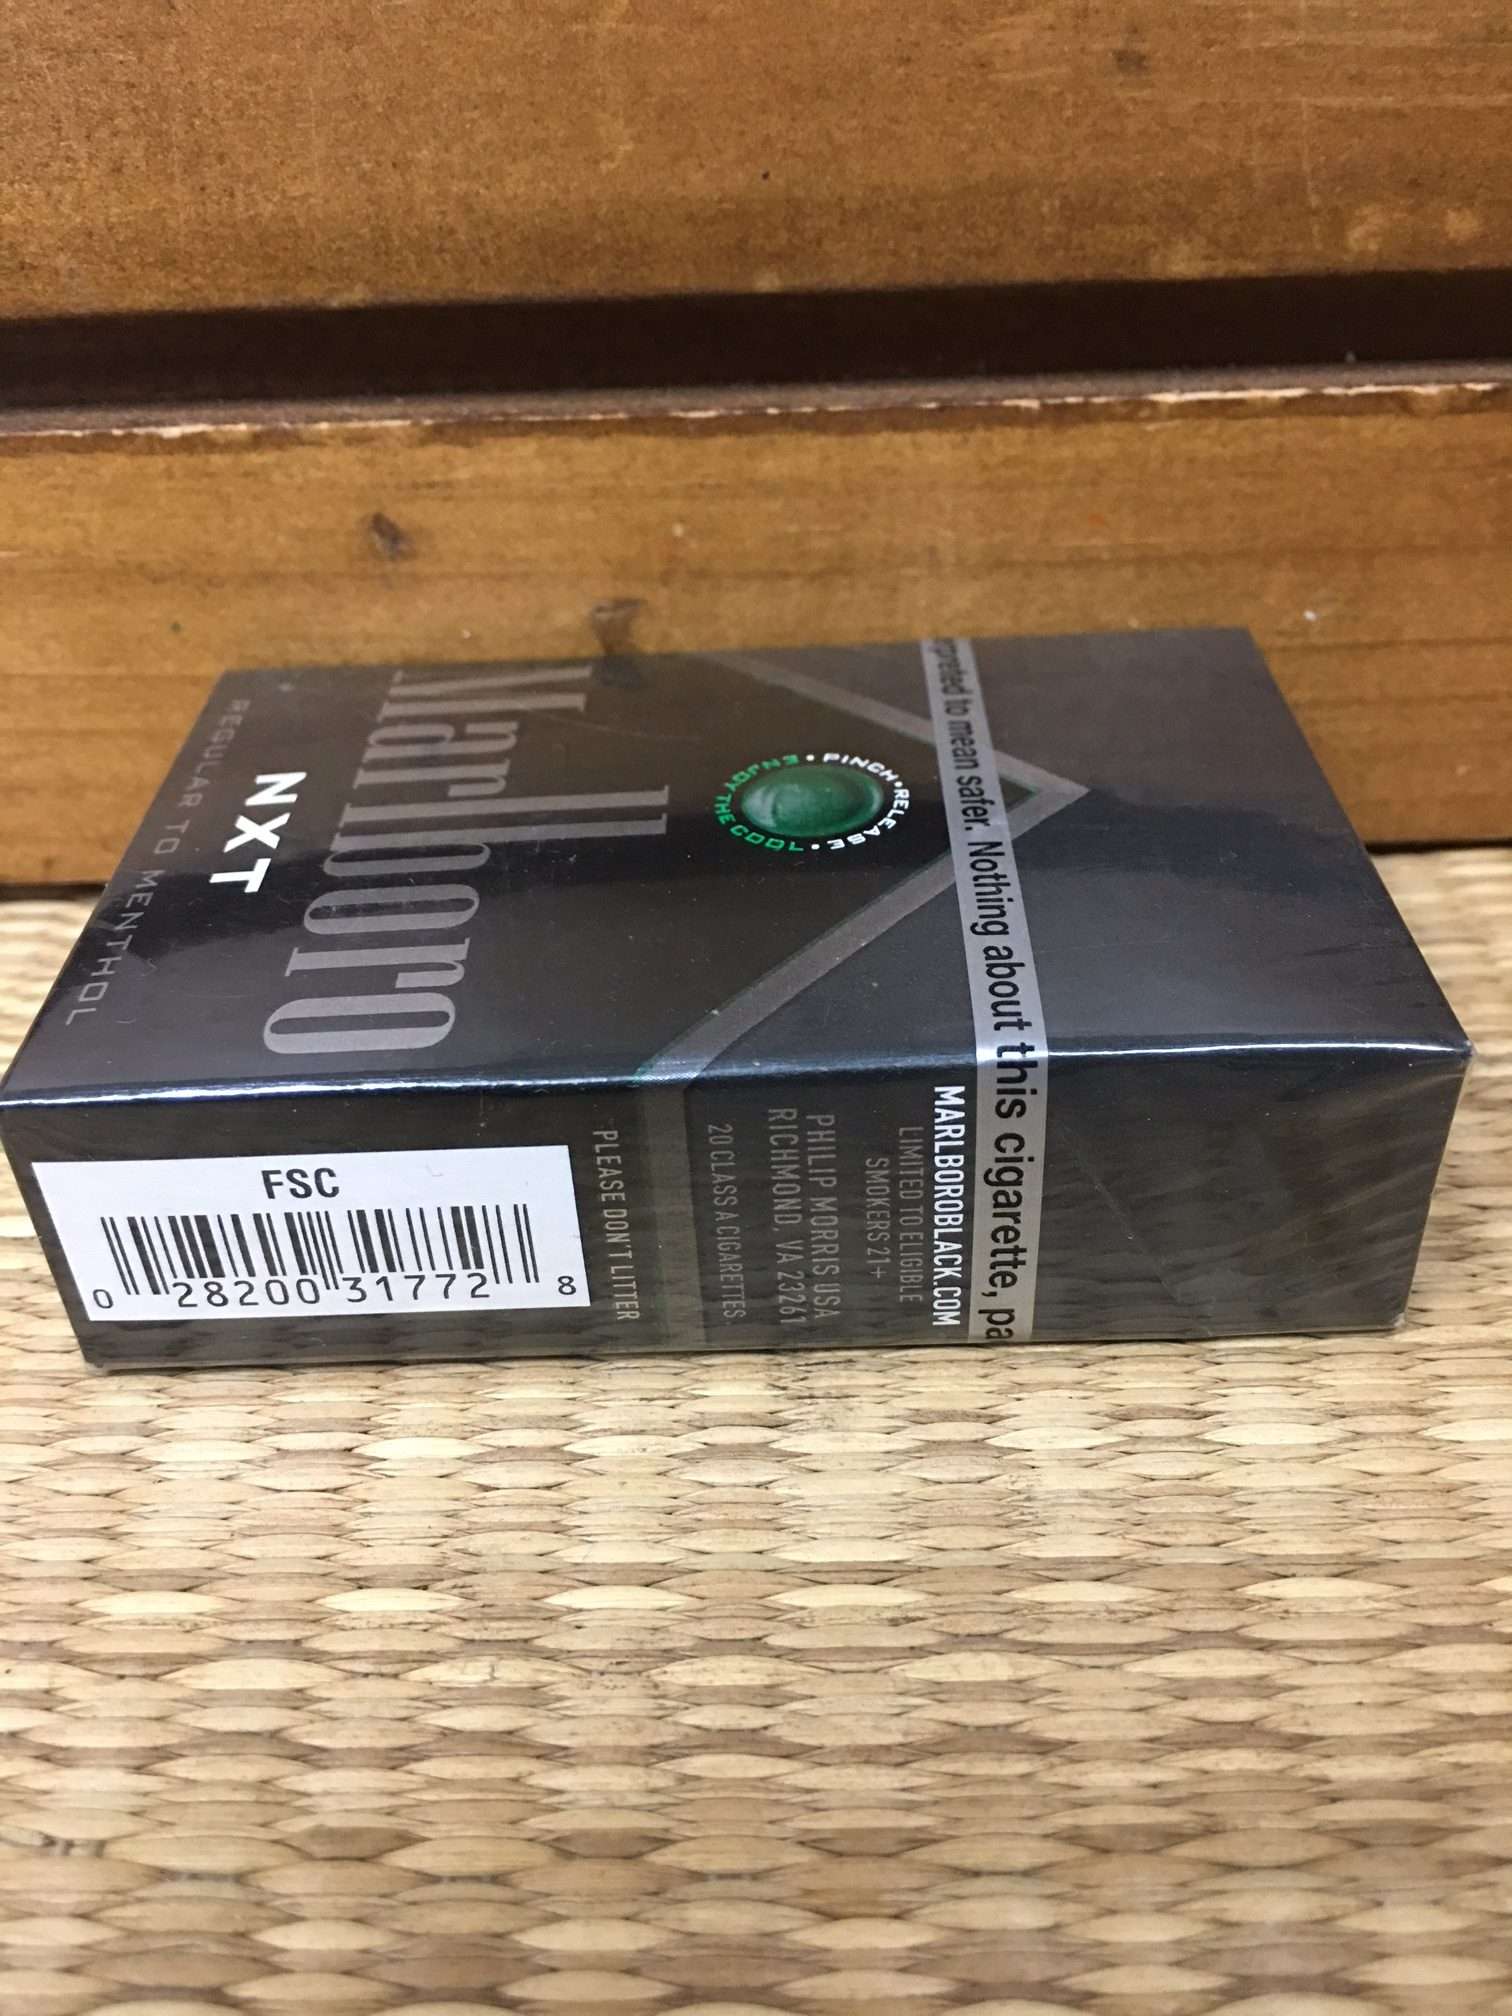 Marlboro
NXT
REGULAR TO MENTHOL
PINCH • RELEASE • ENJOY THE COOL •
to mean safer. Nothing about this cigarette,
MARLBOROBLACK.COM
LIMITED TO ELIGIBLE
SMOKERS 21+
PHILIP MORRIS USA
RICHMOND, VA 23261
20 CLASS A CIGARETTES
PLEASE DON'T LITTER
FSC
0 28200 31772 8